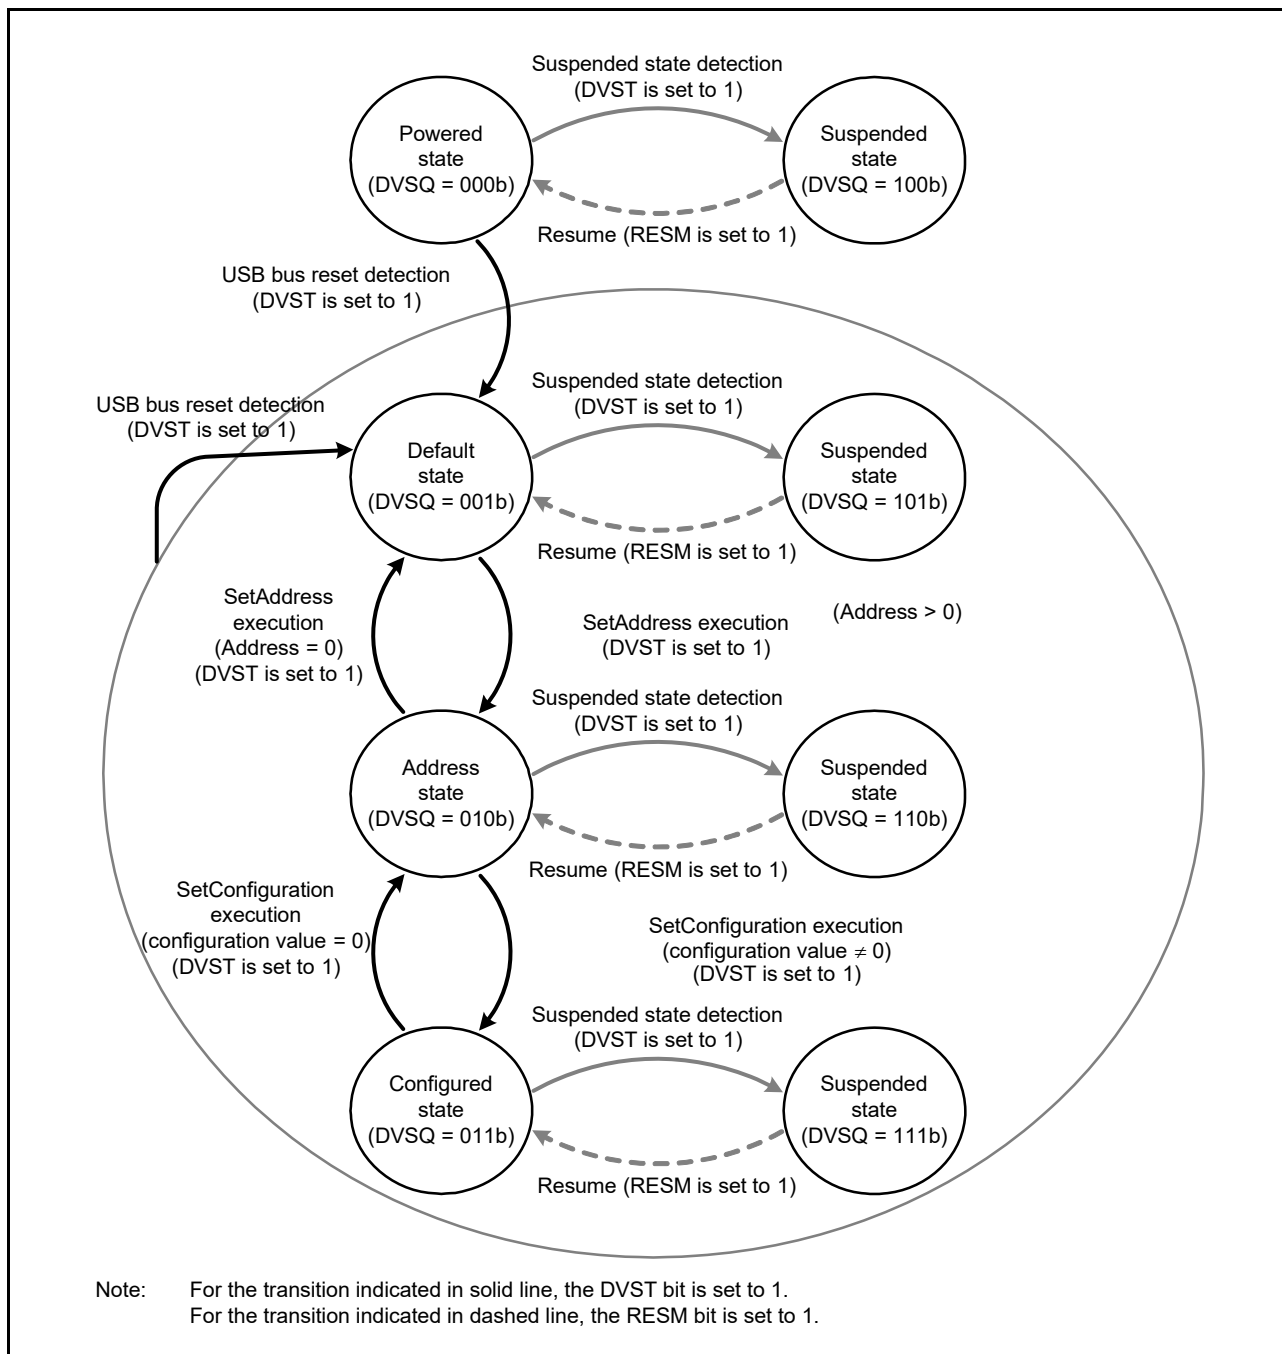 Suspended state detection
(DVST is set to 1)
Powered
state
(DVSQ = 000b)
Suspended
state
(DVSQ = 100b)
Resume (RESM is set to 1)
USB bus reset detection
(DVST is set to 1)
USB bus reset detection
(DVST is set to 1)
Suspended state detection
(DVST is set to 1)
Default
state
(DVSQ = 001b)
Suspended
state
(DVSQ = 101b)
Resume (RESM is set to 1)
SetAddress
execution
(Address = 0)
(DVST is set to 1)
SetAddress execution
(DVST is set to 1)
(Address > 0)
Suspended state detection
(DVST is set to 1)
Address
state
(DVSQ = 010b)
Suspended
state
(DVSQ = 110b)
Resume (RESM is set to 1)
SetConfiguration
execution
(configuration value = 0)
(DVST is set to 1)
SetConfiguration execution
(configuration value ≠ 0)
(DVST is set to 1)
Suspended state detection
(DVST is set to 1)
Configured
state
(DVSQ = 011b)
Suspended
state
(DVSQ = 111b)
Resume (RESM is set to 1)
Note: For the transition indicated in solid line, the DVST bit is set to 1.
For the transition indicated in dashed line, the RESM bit is set to 1.